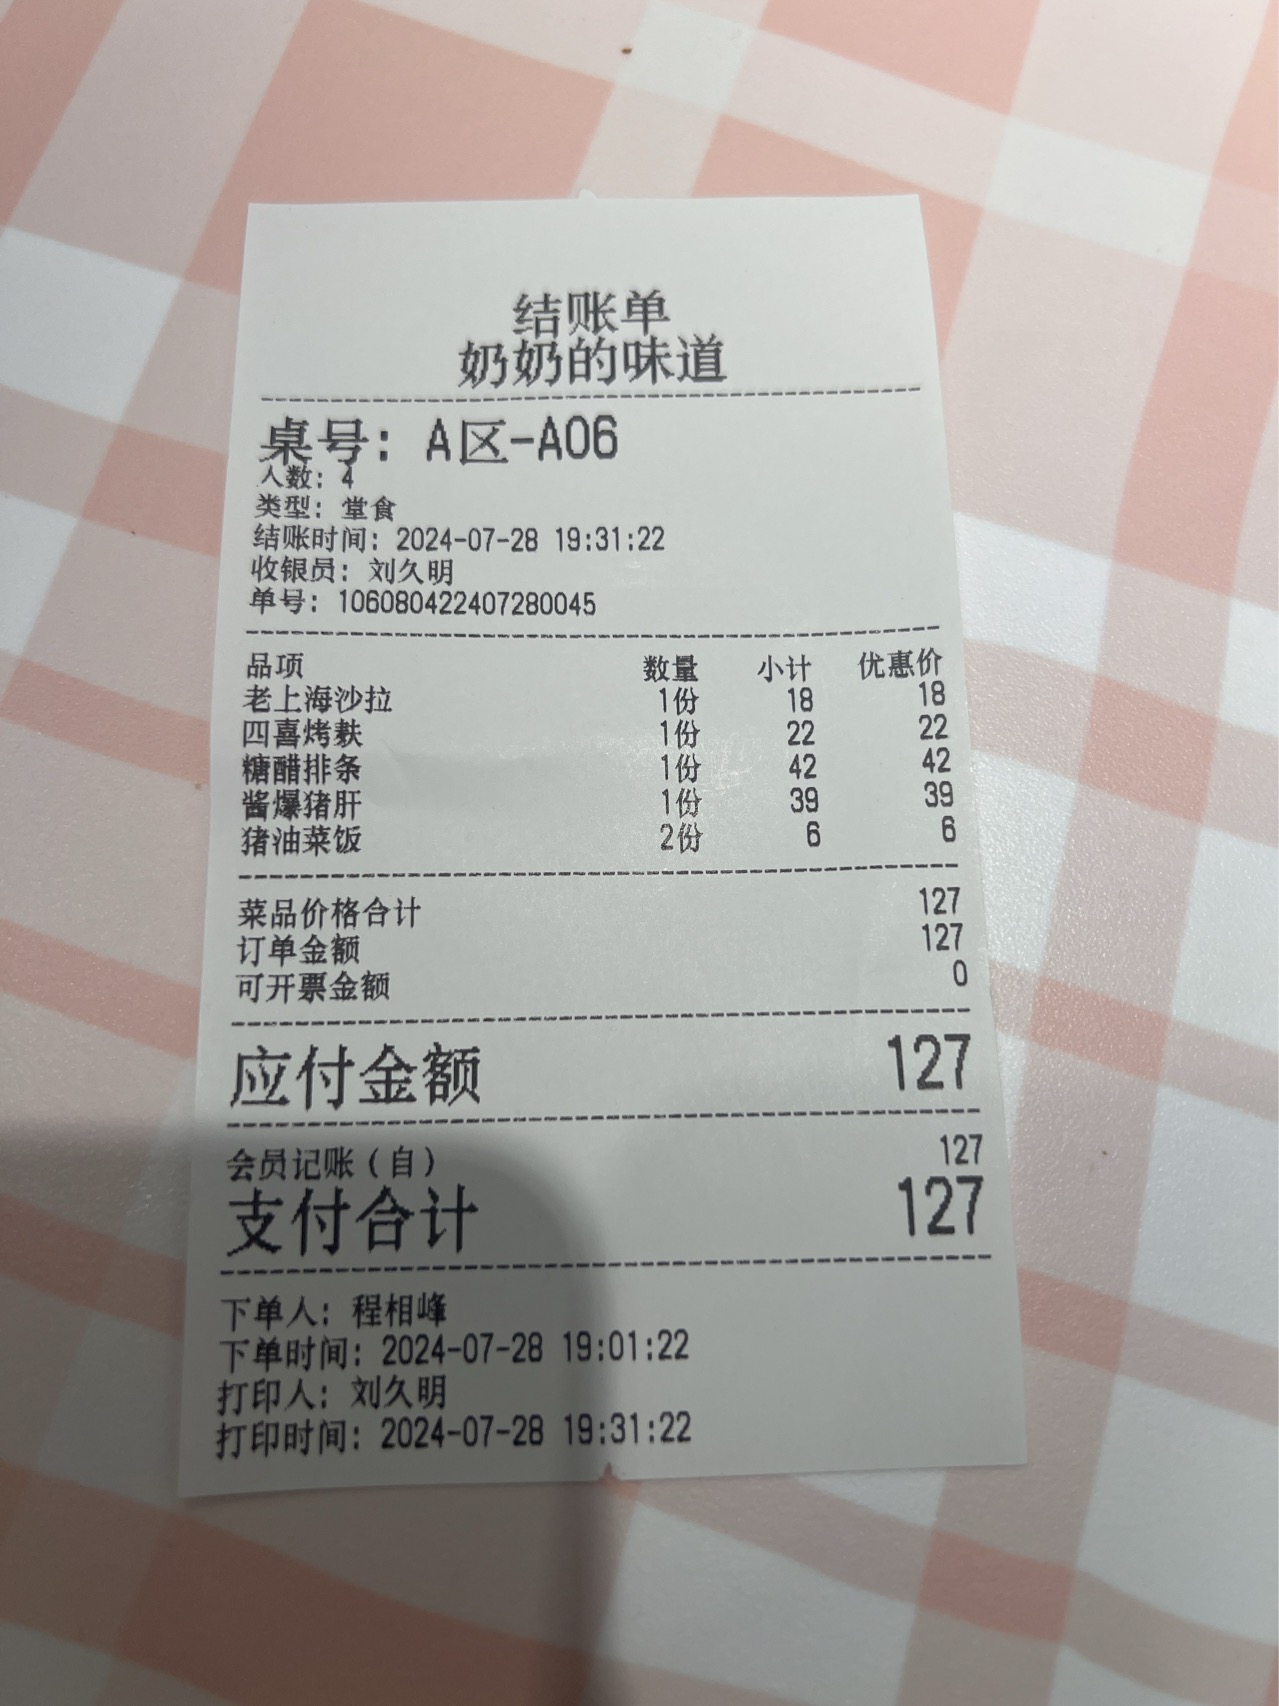 结账单
奶奶的味道
桌号: A区-A06
人数: 4
类型: 堂食
结账时间: 2024-07-28 19:31:22
收银员: 刘久明
单号: 106080422407280045
品项 数量 小计 优惠价
老上海沙拉 1份 18 18
四喜烤麸 1份 22 22
糖醋排条 1份 42 42
酱爆猪肝 1份 39 39
猪油菜饭 2份 6 6
菜品价格合计 127
订单金额 127
可开票金额 0
应付金额 127
会员记账(自) 127
支付合计 127
下单人: 程相峰
下单时间: 2024-07-28 19:01:22
打印人: 刘久明
打印时间: 2024-07-28 19:31:22